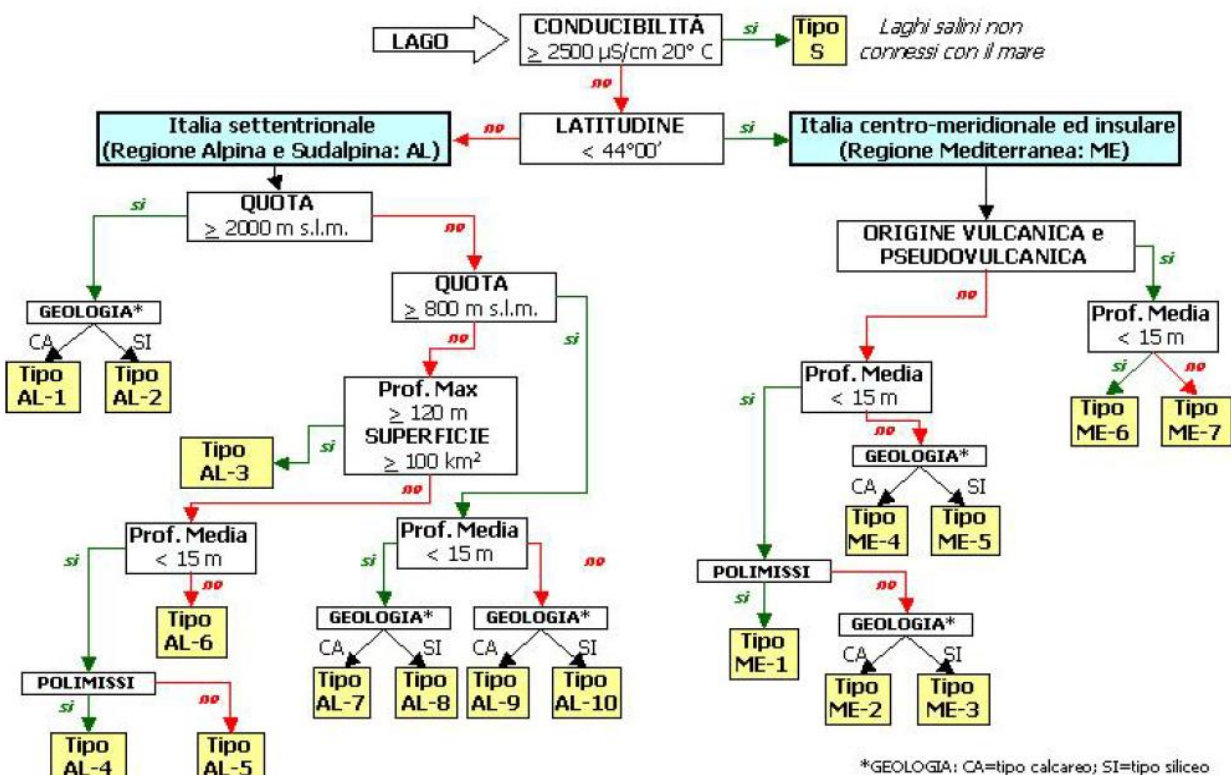 LAGO
CONDUCIBILITÁ
≥ 2500 µS/cm 20° C
si
Tipo
S
Laghi salini non
connessi con il mare
no
Italia settentrionale
(Regione Alpina e Sudalpina: AL)
no
LATITUDINE
< 44°00'
si
Italia centro-meridionale ed insulare
(Regione Mediterranea: ME)
si
QUOTA
≥ 2000 m s.l.m.
no
ORIGINE VULCANICA e
PSEUDOVULCANICA
si
no
QUOTA
≥ 800 m s.l.m.
no
si
GEOLOGIA*
CA
SI
Tipo
AL-1
Tipo
AL-2
Prof. Media
< 15 m
si
no
Tipo
ME-6
Tipo
ME-7
Prof. Max
≥ 120 m
SUPERFICIE
≥ 100 km²
si
no
Tipo
AL-3
Prof. Media
< 15 m
si
no
GEOLOGIA*
CA
SI
Tipo
ME-4
Tipo
ME-5
Prof. Media
< 15 m
si
no
Tipo
AL-6
Prof. Media
< 15 m
si
no
GEOLOGIA*
CA
SI
Tipo
AL-7
Tipo
AL-8
GEOLOGIA*
CA
SI
Tipo
AL-9
Tipo
AL-10
POLIMISSI
si
no
Tipo
ME-1
GEOLOGIA*
CA
SI
Tipo
ME-2
Tipo
ME-3
POLIMISSI
si
no
Tipo
AL-4
Tipo
AL-5
*GEOLOGIA: CA=tipo calcareo; SI=tipo siliceo